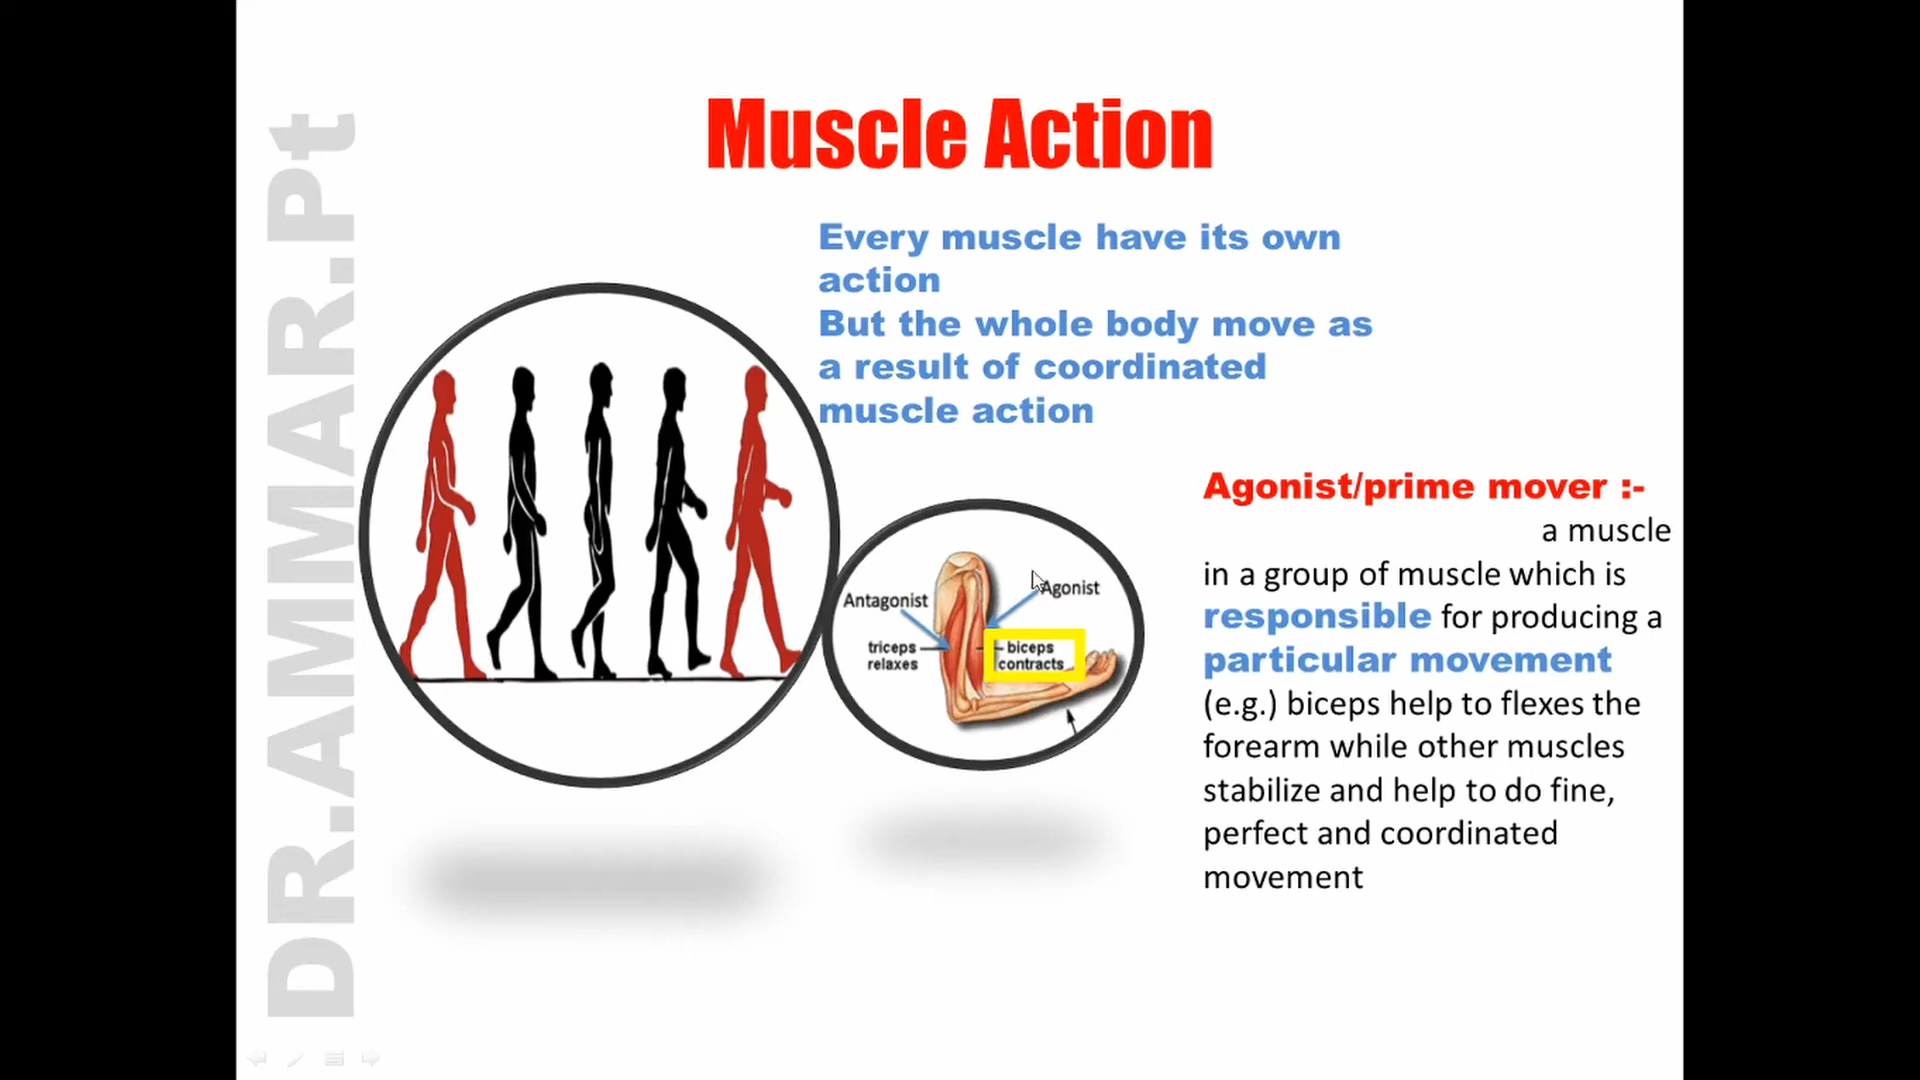 Muscle Action
Every muscle have its own
action
But the whole body move as
a result of coordinated
muscle action
Agonist/prime mover :-
a muscle
in a group of muscle which is
responsible for producing a
particular movement
(e.g.) biceps help to flexes the
forearm while other muscles
stabilize and help to do fine,
perfect and coordinated
movement
Antagonist
Agonist
triceps
relaxes
biceps
contracts
DR.AMMAR.Pt